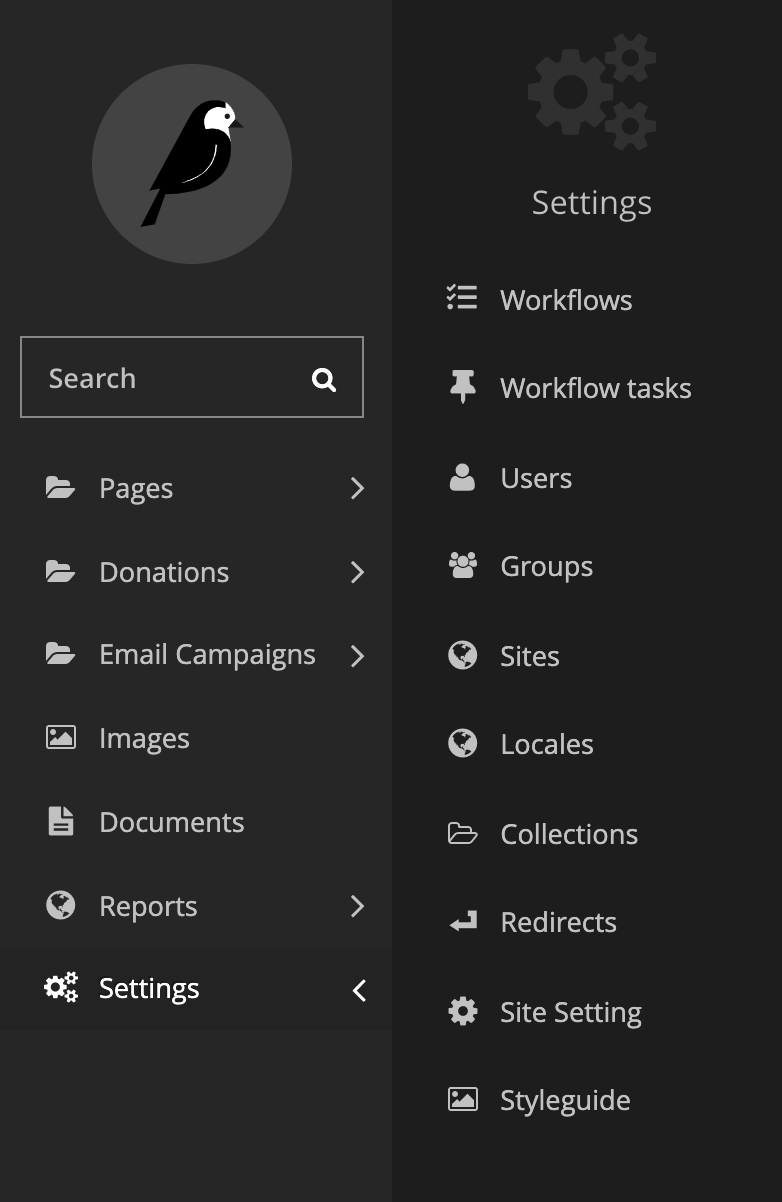 Search
Pages
Donations
Email Campaigns
Images
Documents
Reports
Settings
Settings
Workflows
Workflow tasks
Users
Groups
Sites
Locales
Collections
Redirects
Site Setting
Styleguide